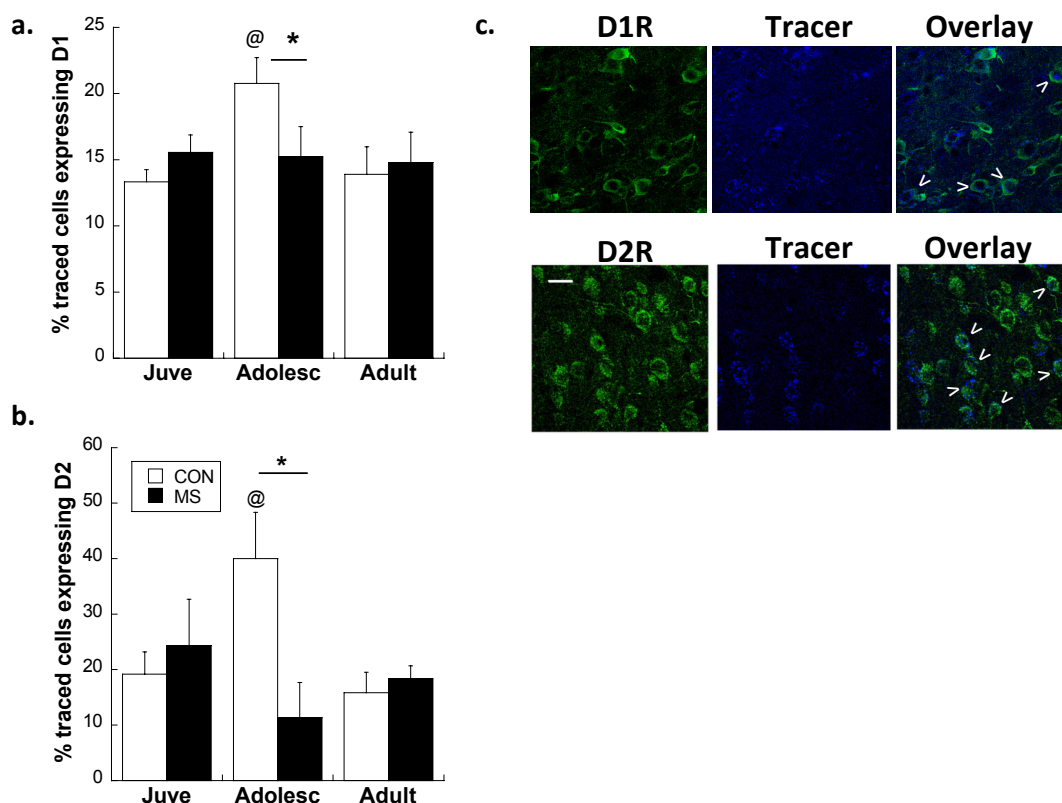 a.
% traced cells expressing D1
25
20
15
10
5
0
@
*
Juve Adolesc Adult
b.
% traced cells expressing D2
60
50
40
30
20
10
0
CON
MS
*
@
Juve Adolesc Adult
c.
D1R Tracer Overlay
D2R Tracer Overlay